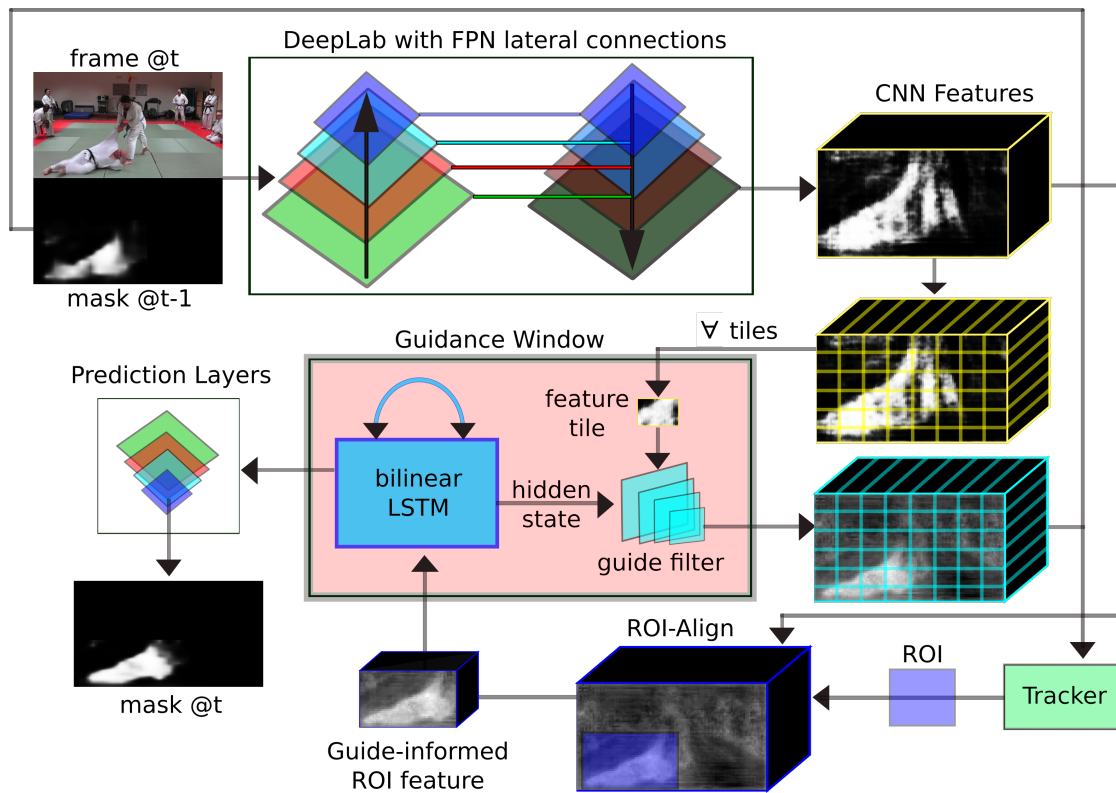 DeepLab with FPN lateral connections
frame @t
CNN Features
mask @t-1
∀ tiles
Guidance Window
Prediction Layers
feature
tile
bilinear
LSTM
hidden
state
guide filter
mask @t
ROI-Align
ROI
Tracker
Guide-informed
ROI feature